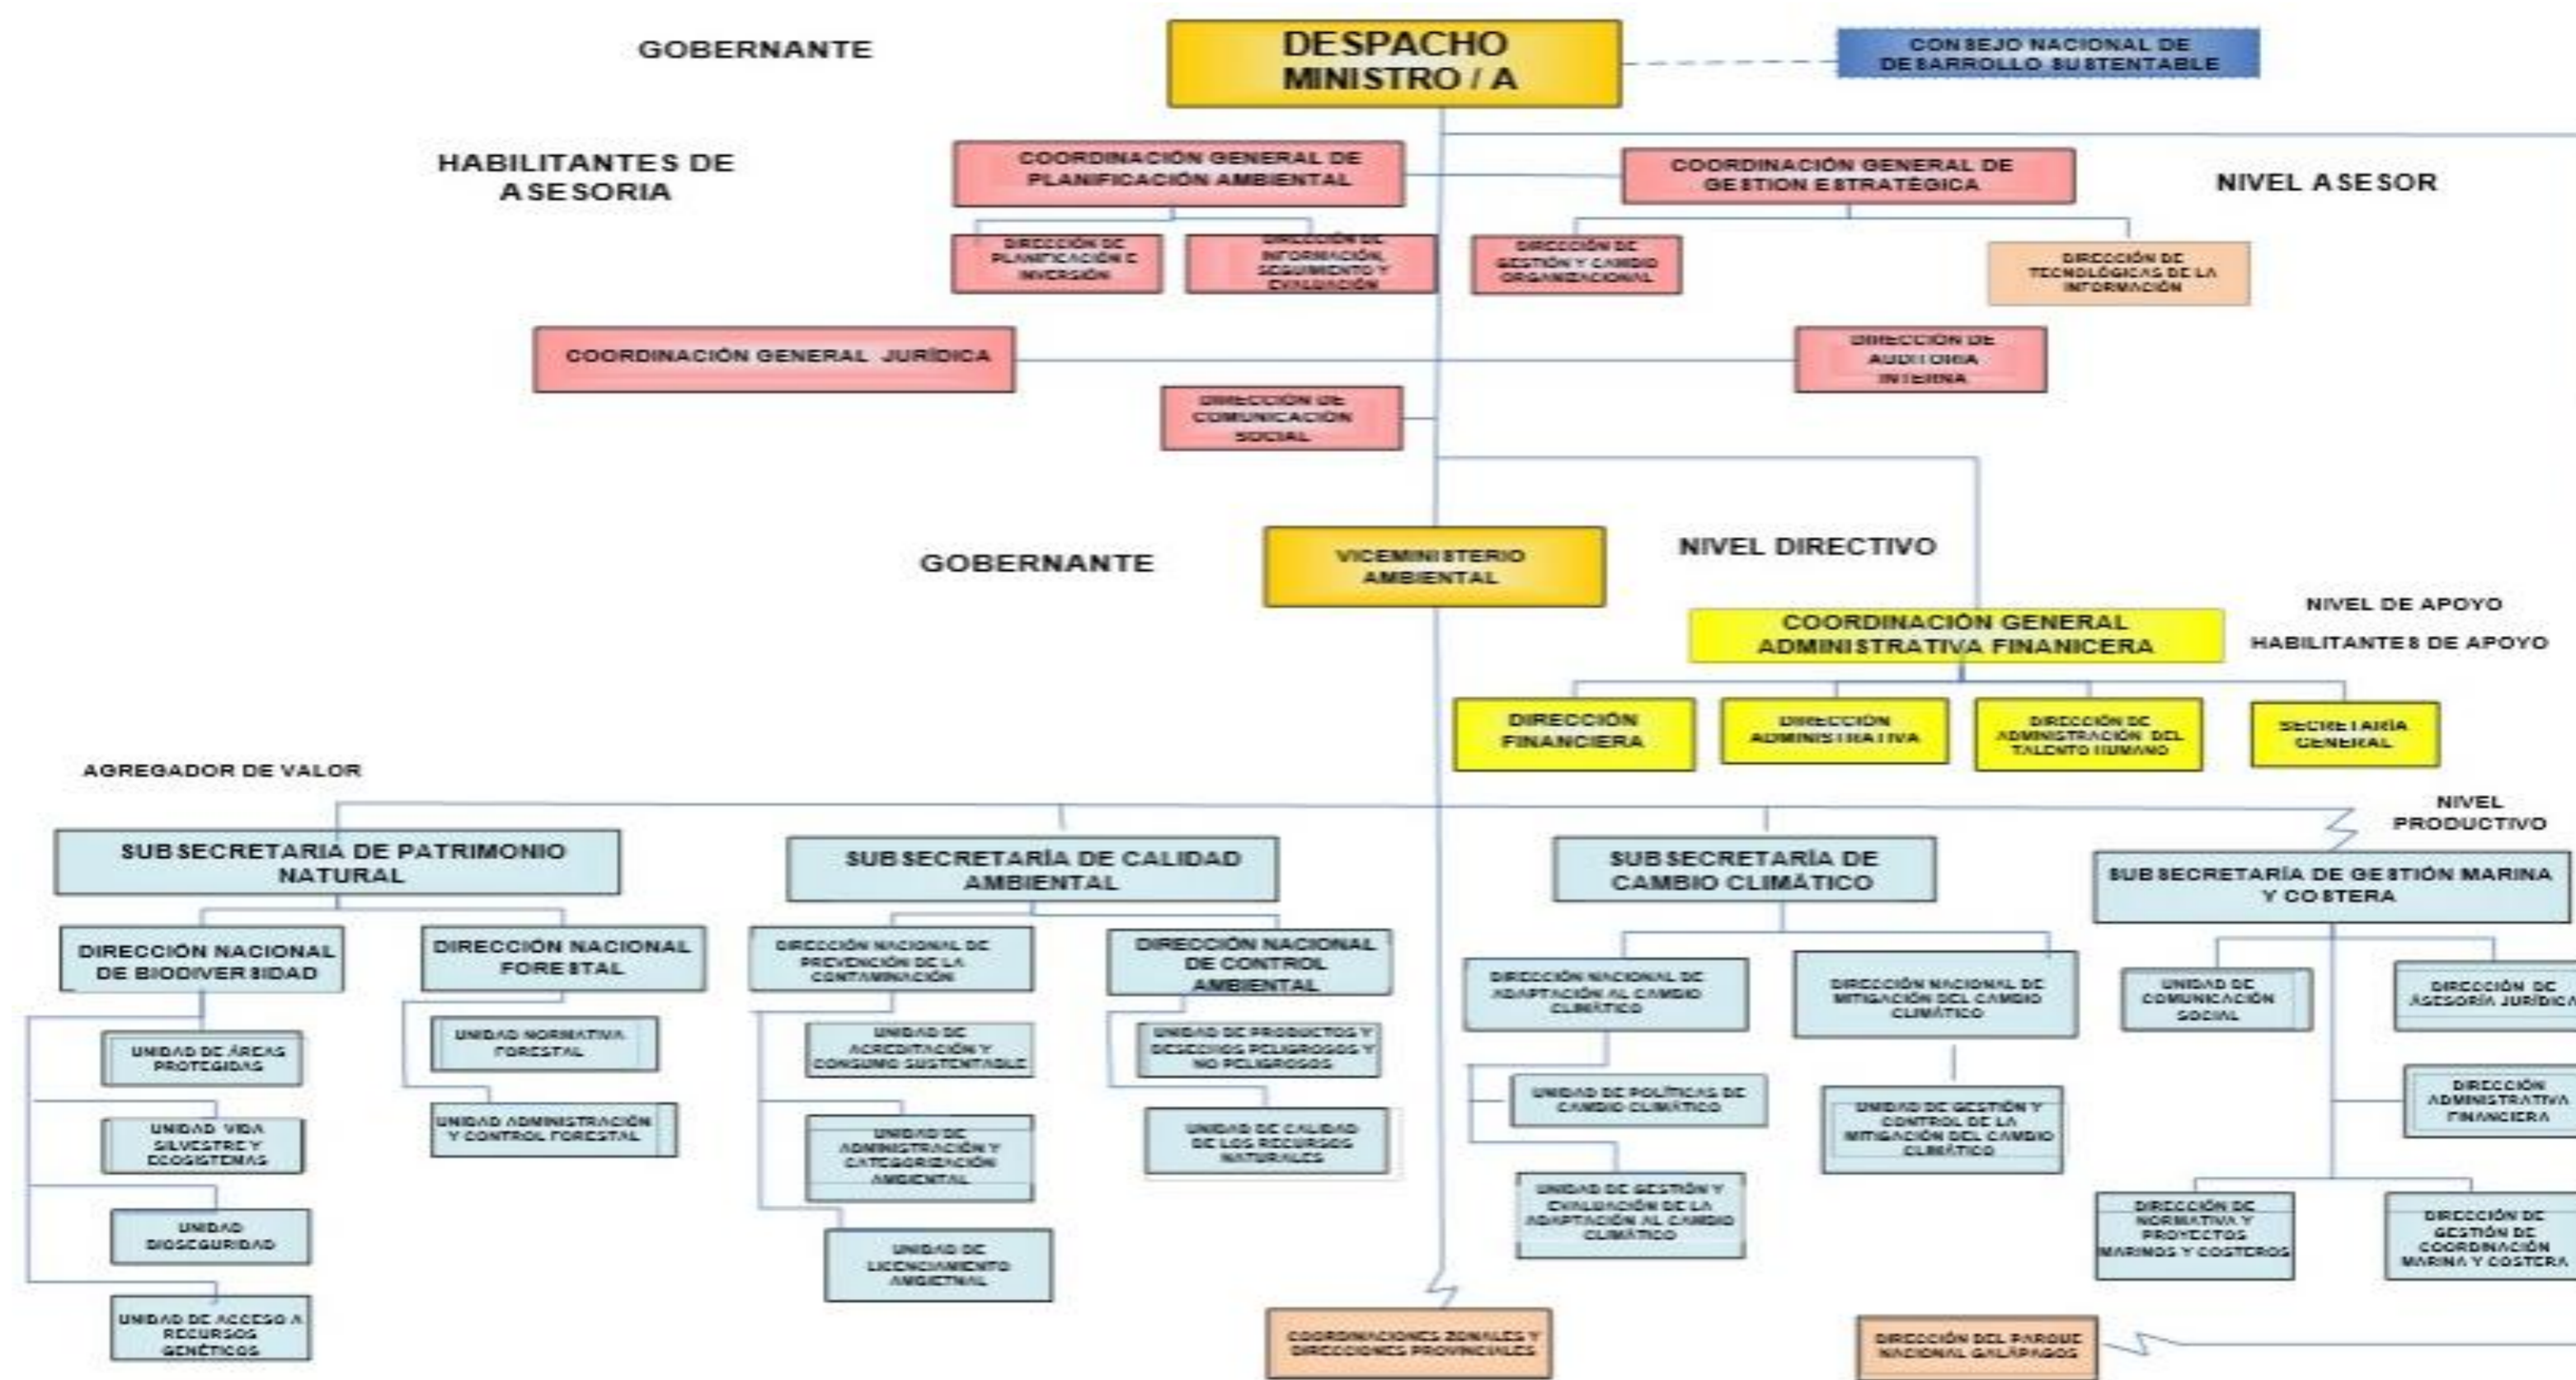 GOBERNANTE
DESPACHO
MINISTRO / A
CONSEJO NACIONAL DE
DESARROLLO SUSTENTABLE
HABILITANTES DE
ASESORIA
COORDINACIÓN GENERAL DE
PLANIFICACIÓN AMBIENTAL
COORDINACIÓN GENERAL DE
GESTION ESTRATÉGICA
NIVEL ASESOR
DIRECCIÓN DE
PLANIFICACIÓN E
INVERSIÓN
DIRECCIÓN DE
INFORMACIÓN,
SEGUIMIENTO Y
EVALUACIÓN
DIRECCIÓN DE
GESTIÓN Y CAMBIO
ORGANIZACIONAL
DIRECCIÓN DE
TECNOLÓGICAS DE LA
INFORMACIÓN
COORDINACIÓN GENERAL JURÍDICA
DIRECCIÓN DE
AUDITORIA
INTERNA
DIRECCIÓN DE
COMUNICACIÓN
SOCIAL
GOBERNANTE
VICEMINISTERIO
AMBIENTAL
NIVEL DIRECTIVO
NIVEL DE APOYO
HABILITANTES DE APOYO
COORDINACIÓN GENERAL
ADMINISTRATIVA FINANICERA
DIRECCIÓN
FINANCIERA
DIRECCIÓN
ADMINISTRATIVA
DIRECCIÓN DE
ADMINISTRACIÓN DEL
TALENTO HUMANO
SECRETARÍA
GENERAL
AGREGADOR DE VALOR
NIVEL
PRODUCTIVO
SUBSECRETARIA DE PATRIMONIO
NATURAL
SUBSECRETARÍA DE CALIDAD
AMBIENTAL
SUBSECRETARÍA DE
CAMBIO CLIMÁTICO
SUBSECRETARÍA DE GESTIÓN MARINA
Y COSTERA
DIRECCIÓN NACIONAL
DE BIODIVERSIDAD
DIRECCIÓN NACIONAL
FORESTAL
DIRECCIÓN NACIONAL DE
PREVENCIÓN DE LA
CONTAMINACIÓN
DIRECCIÓN NACIONAL
DE CONTROL
AMBIENTAL
DIRECCIÓN NACIONAL DE
ADAPTACIÓN AL CAMBIO
CLIMÁTICO
DIRECCIÓN NACIONAL DE
MITIGACIÓN DEL CAMBIO
CLIMÁTICO
UNIDAD DE
COMUNICACIÓN
SOCIAL
DIRECCIÓN DE
ASESORÍA JURÍDICA
UNIDAD DE ÁREAS
PROTEGIDAS
UNIDAD NORMATIVA
FORESTAL
UNIDAD DE
ACREDITACIÓN Y
CONSUMO SUSTENTABLE
UNIDAD DE PRODUCTOS Y
DESECHOS PELIGROSOS Y
NO PELIGROSOS
UNIDAD DE POLÍTICAS DE
CAMBIO CLIMÁTICO
UNIDAD DE GESTIÓN Y
CONTROL DE LA
MITIGACIÓN DEL CAMBIO
CLIMÁTICO
DIRECCIÓN
ADMINISTRATIVA
FINANCIERA
UNIDAD VIDA
SILVESTRE Y
ECOSISTEMAS
UNIDAD ADMINISTRACIÓN
Y CONTROL FORESTAL
UNIDAD DE
ADMINISTRACIÓN Y
CATEGORIZACIÓN
AMBIENTAL
UNIDAD DE CALIDAD
DE LOS RECURSOS
NATURALES
UNIDAD DE GESTIÓN Y
EVALUACIÓN DE LA
ADAPTACIÓN AL CAMBIO
CLIMÁTICO
DIRECCIÓN DE
NORMATIVA Y
PROYECTOS
MARINOS Y COSTEROS
DIRECCIÓN DE
GESTIÓN DE
COORDINACIÓN
MARINA Y COSTERA
UNIDAD
BIOSEGURIDAD
UNIDAD DE
LICENCIAMIENTO
AMBIETNAL
UNIDAD DE ACCESO A
RECURSOS
GENÉTICOS
COORDINACIONES ZONALES Y
DIRECCIONES PROVINCIALES
DIRECCIÓN DEL PARQUE
NACIONAL GALÁPAGOS